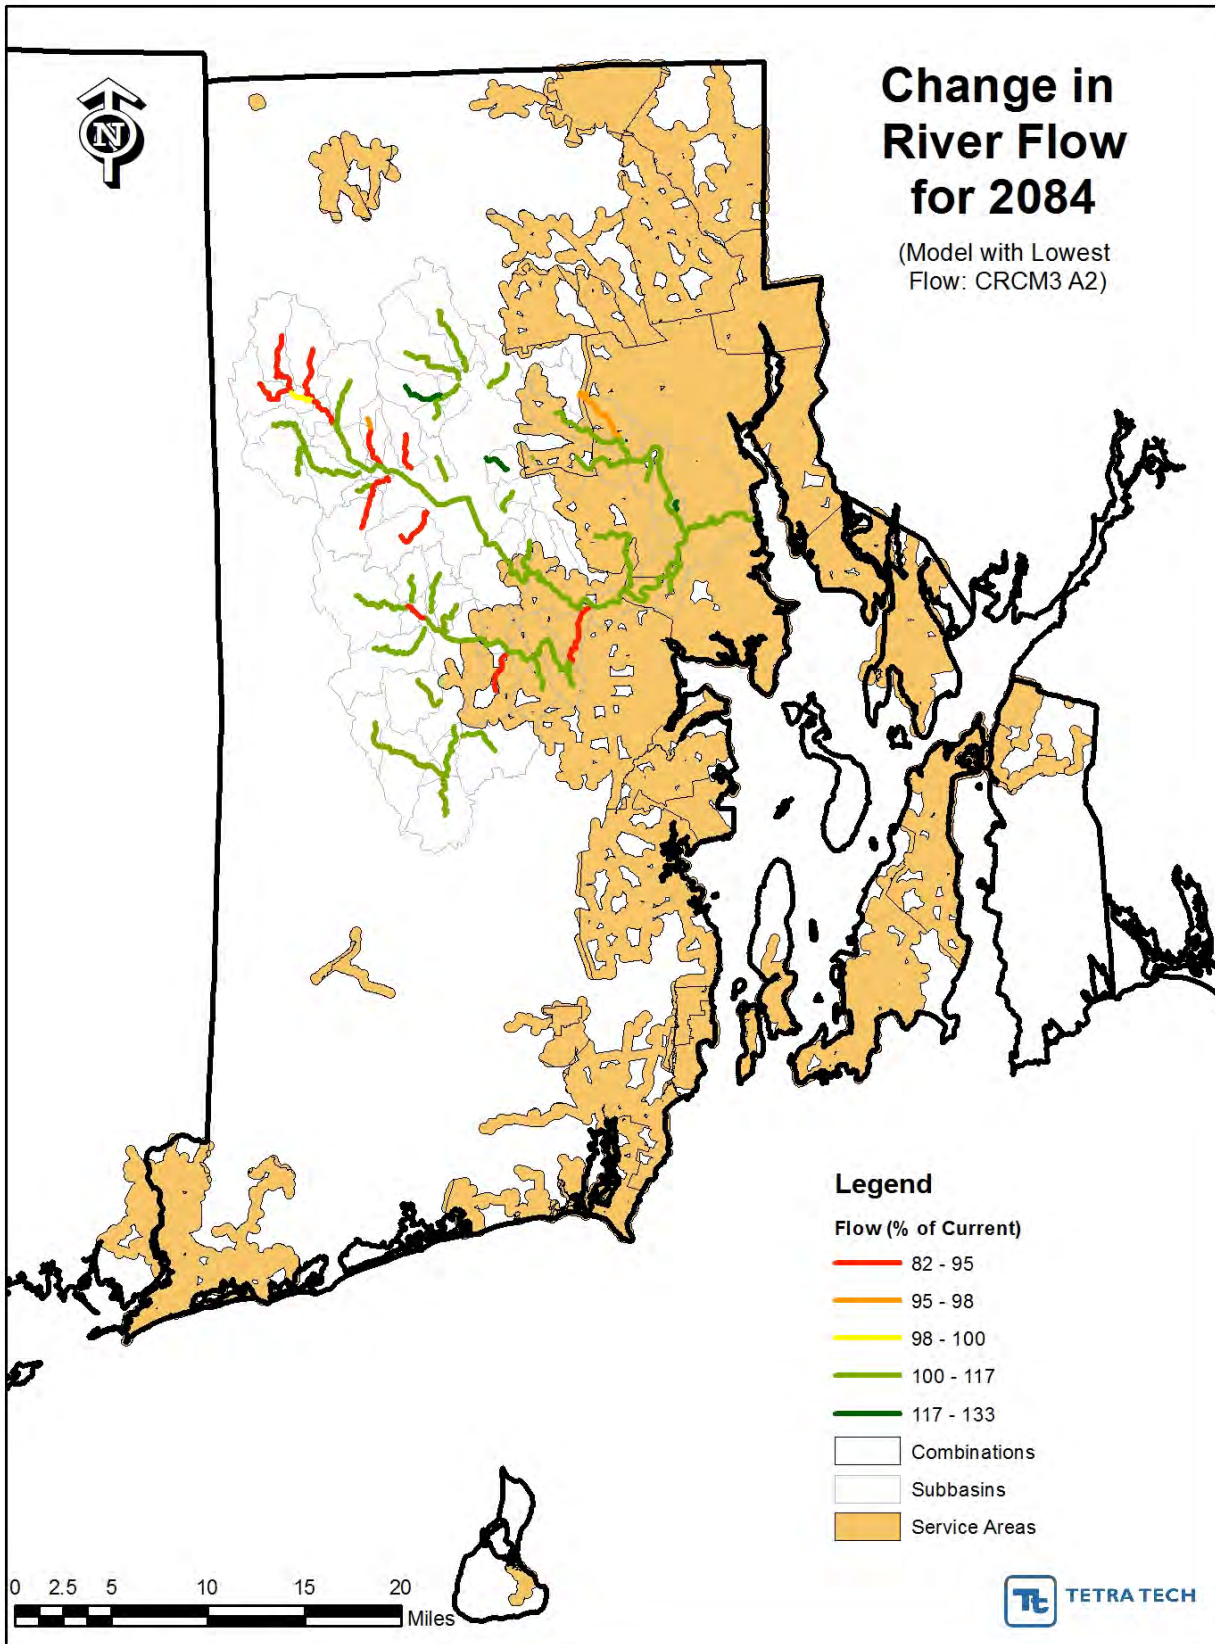 N
Change in
River Flow
for 2084
(Model with Lowest
Flow: CRCM3 A2)
Legend
Flow (% of Current)
82 - 95
95 - 98
98 - 100
100 - 117
117 - 133
Combinations
Subbasins
Service Areas
0 2.5 5 10 15 20
Miles
Tt TETRA TECH